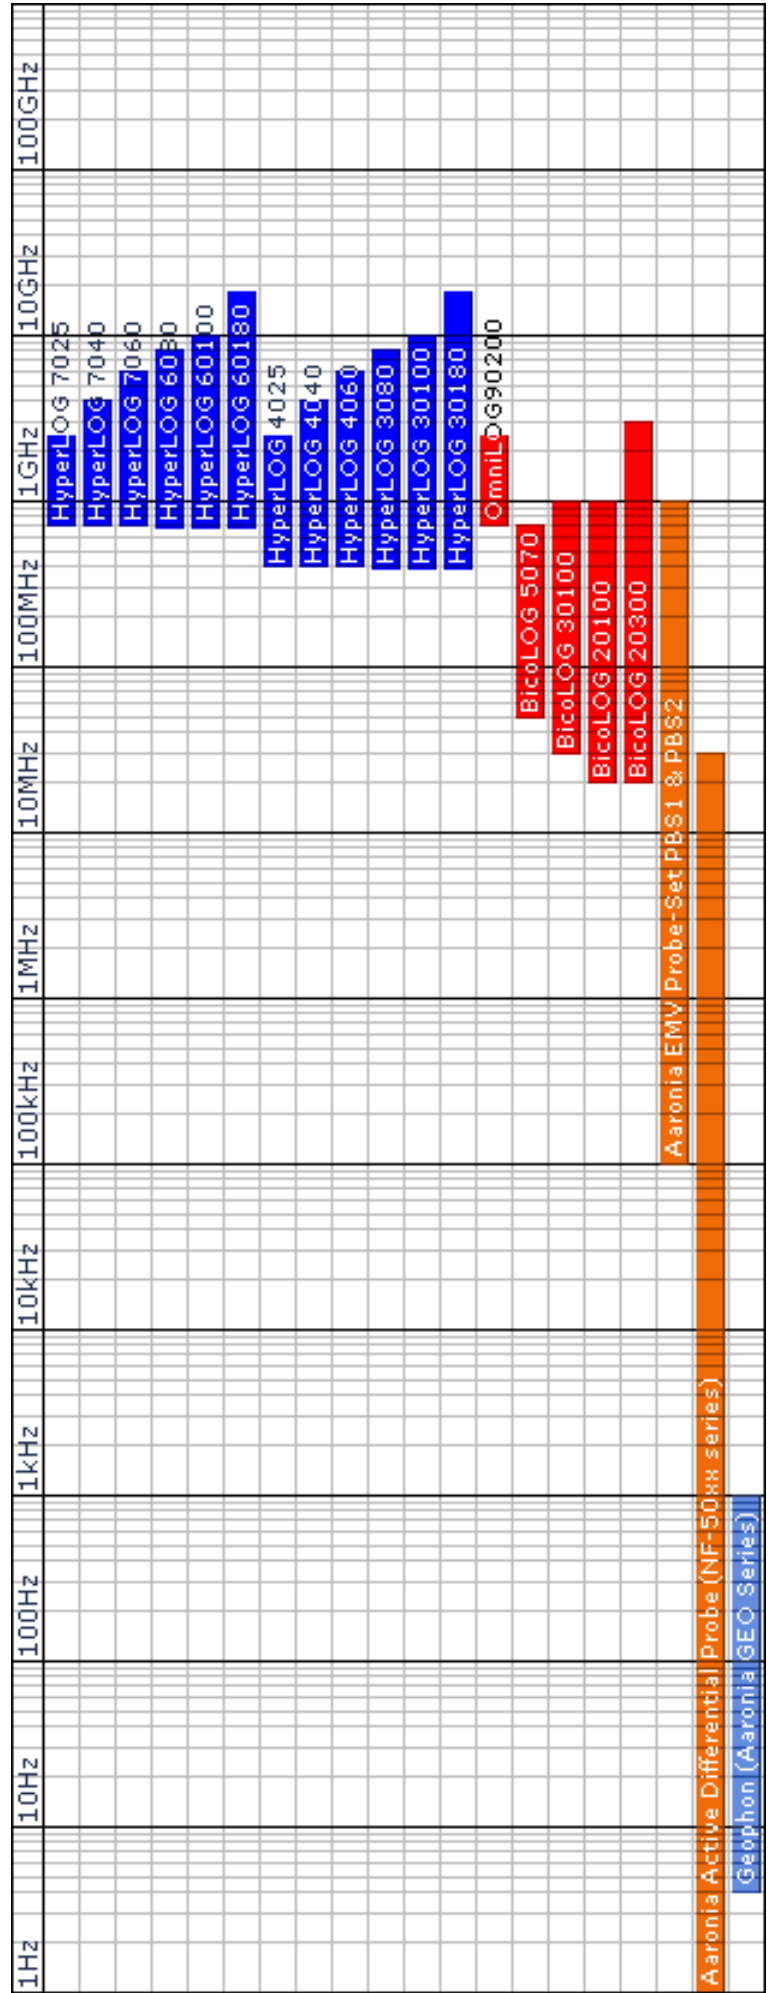 1Hz
10Hz
100Hz
1kHz
10kHz
100kHz
1MHz
10MHz
100MHz
1GHz
10GHz
100GHz
HyperLOG 7025
HyperLOG 7040
HyperLOG 7060
HyperLOG 6080
HyperLOG 60100
HyperLOG 60180
HyperLOG 4025
HyperLOG 4040
HyperLOG 4060
HyperLOG 3080
HyperLOG 30100
HyperLOG 30180
OmniLOG90200
BicoLOG 5070
BicoLOG 30100
BicoLOG 20100
BicoLOG 20300
Aaronia EMV Probe-Set PBS1 & PBS2
Aaronia Active Differential Probe (NF-50xx series)
Geophon (Aaronia GEO Series)